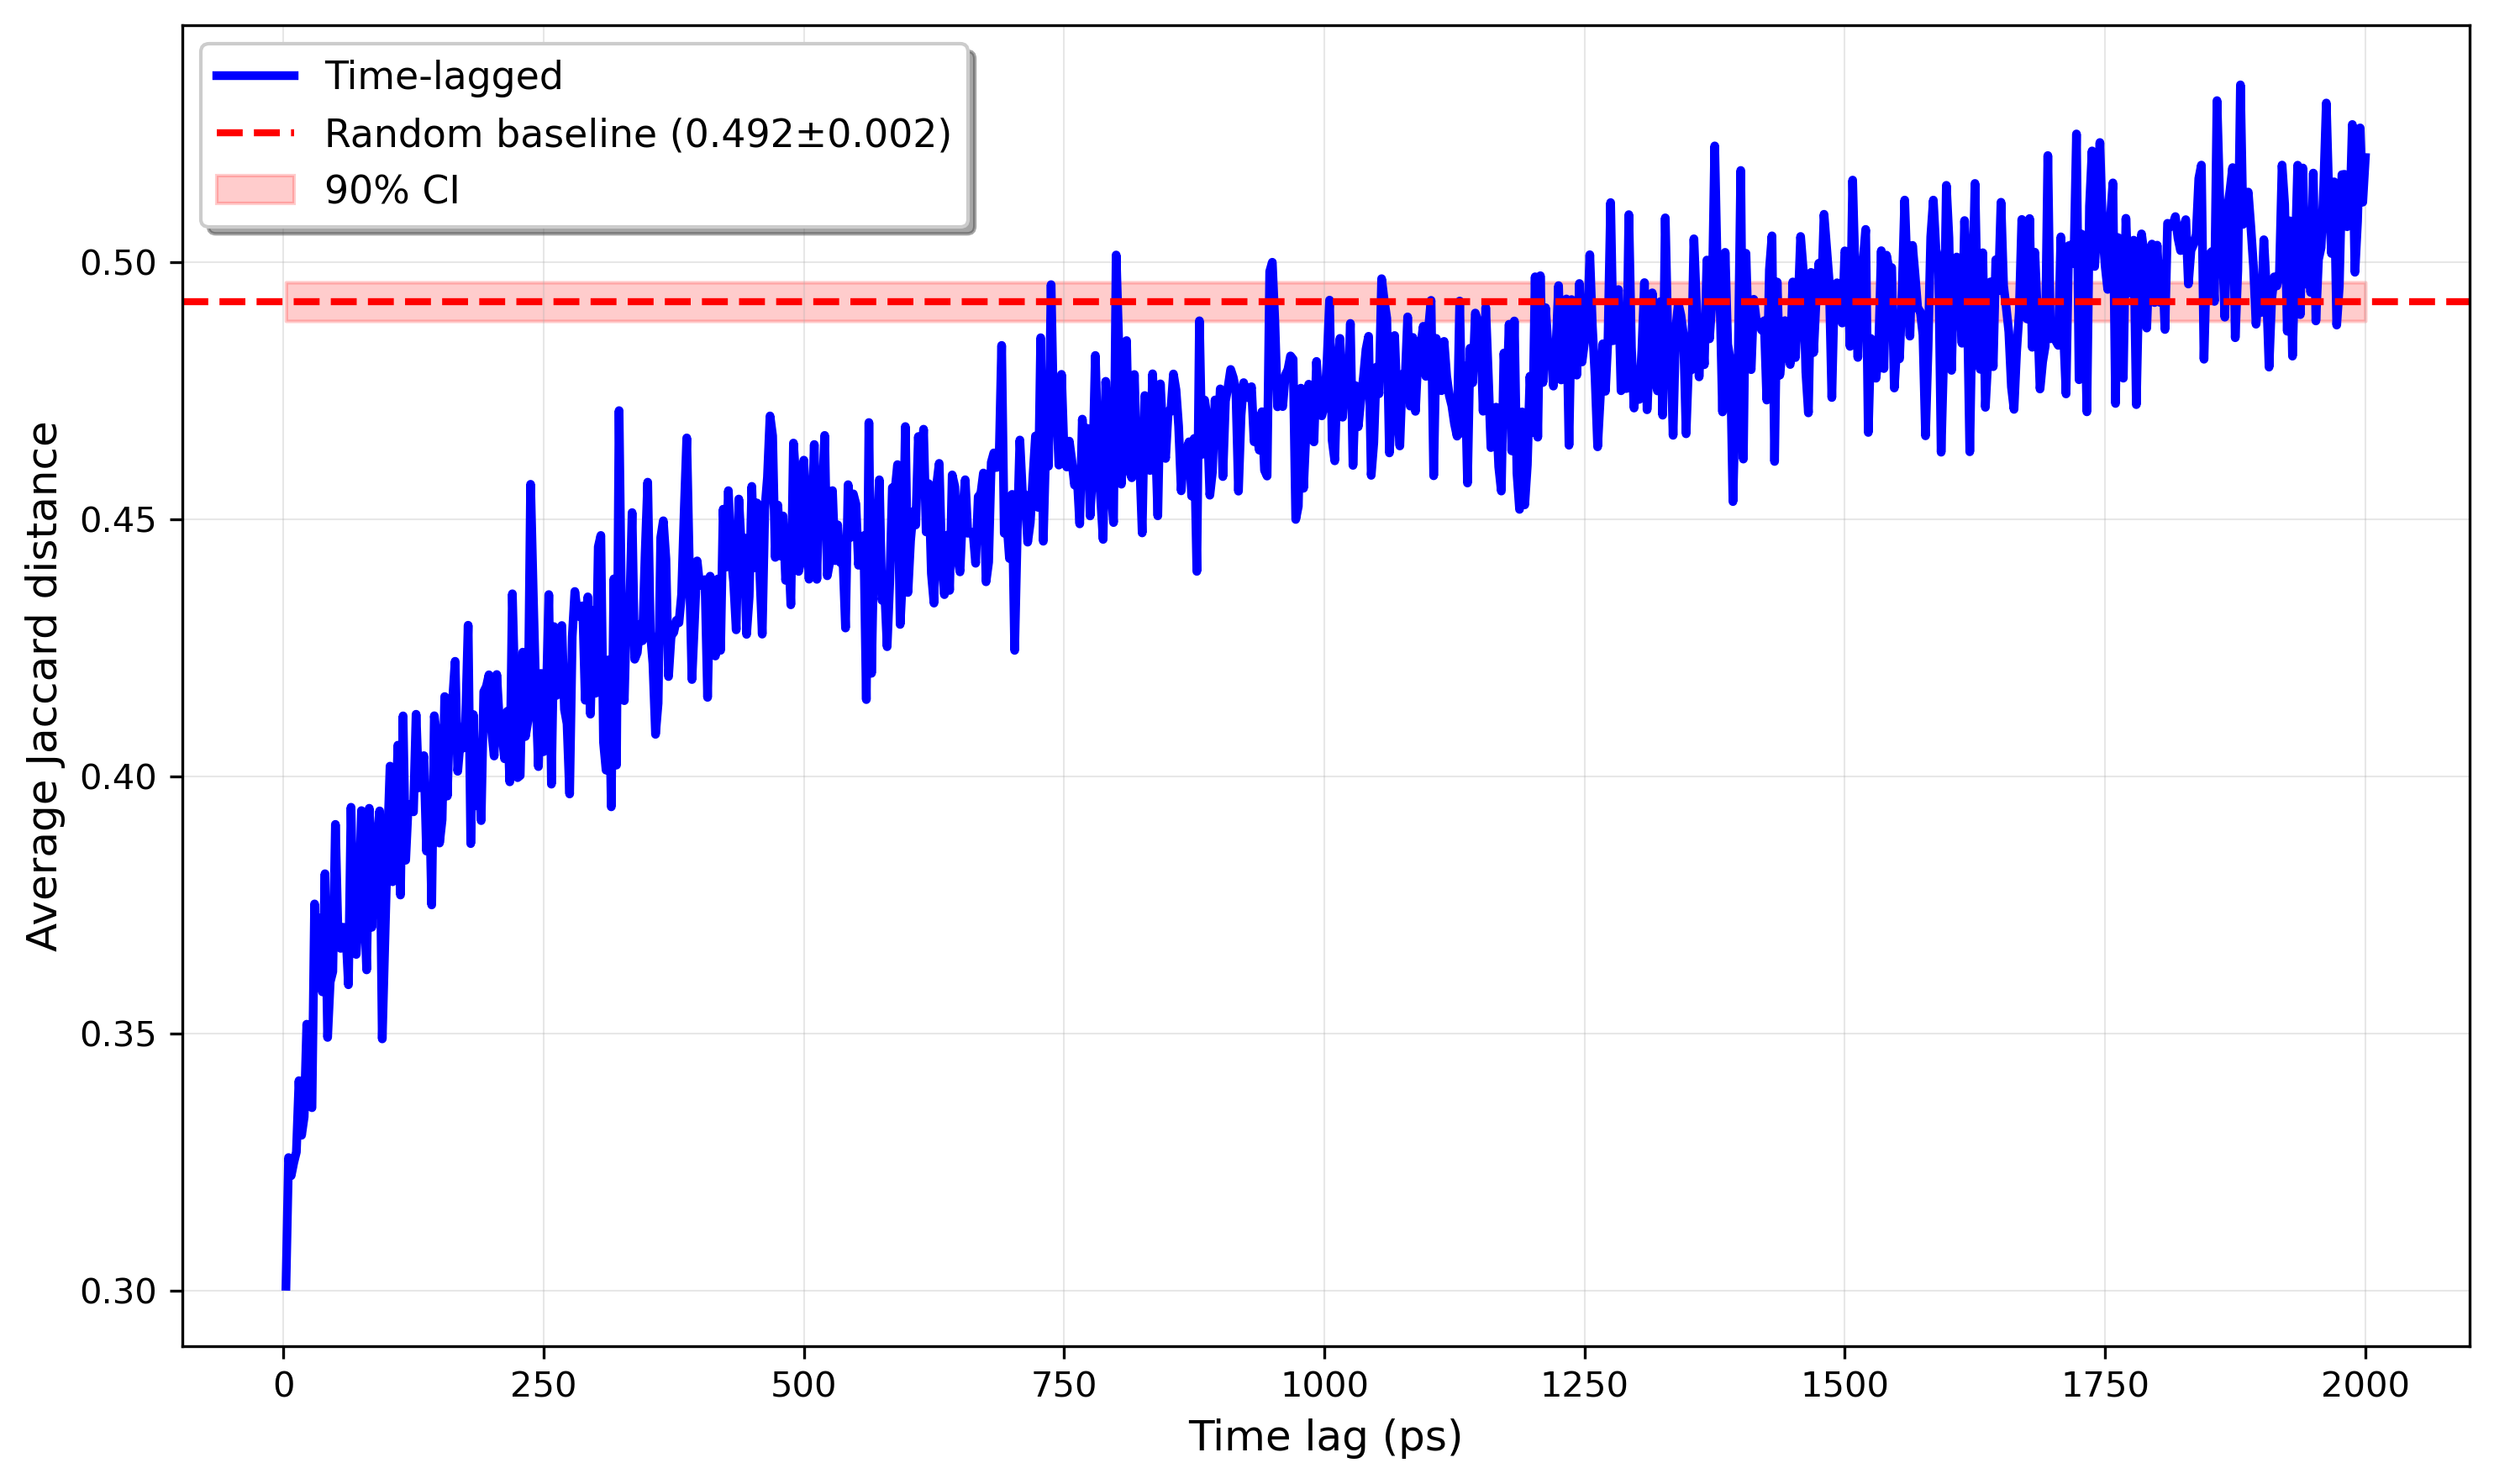 Time-lagged
Random baseline (0.492±0.002)
90% CI
0.50
0.45
0.40
0.35
0.30
Average Jaccard distance
0 250 500 750 1000 1250 1500 1750 2000
Time lag (ps)